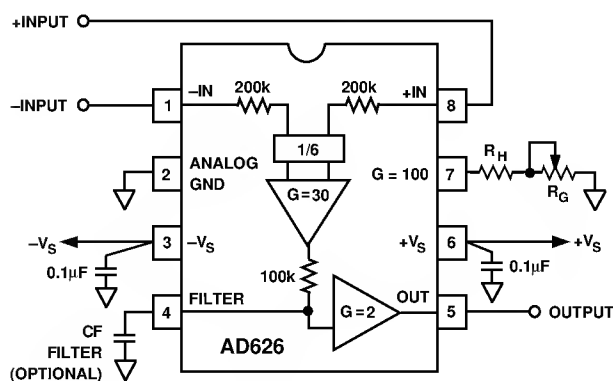 +INPUT
–INPUT
–IN
200k
200k
+IN
1
8
1/6
2
ANALOG
GND
G = 30
G = 100
7
R_H
R_G
–V_S
3
–V_S
+V_S
6
+V_S
0.1µF
0.1µF
100k
4
FILTER
G = 2
OUT
5
OUTPUT
CF
FILTER
(OPTIONAL)
AD626